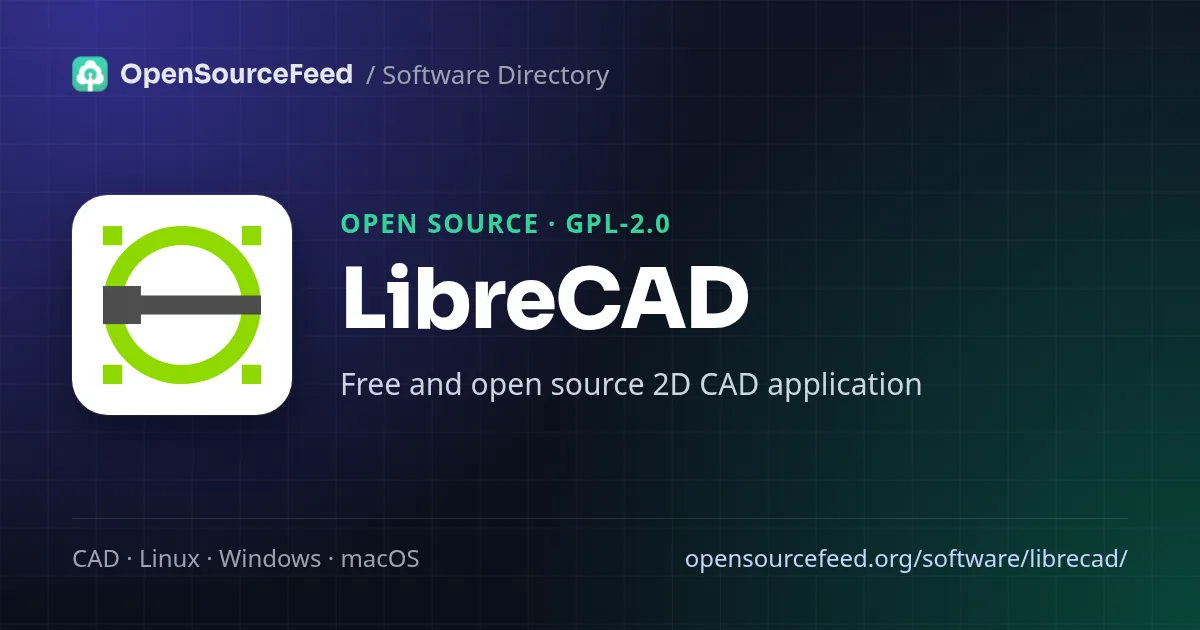 OpenSourceFeed / Software Directory
OPEN SOURCE · GPL-2.0
LibreCAD
Free and open source 2D CAD application
CAD · Linux · Windows · macOS
opensourcefeed.org/software/librecad/